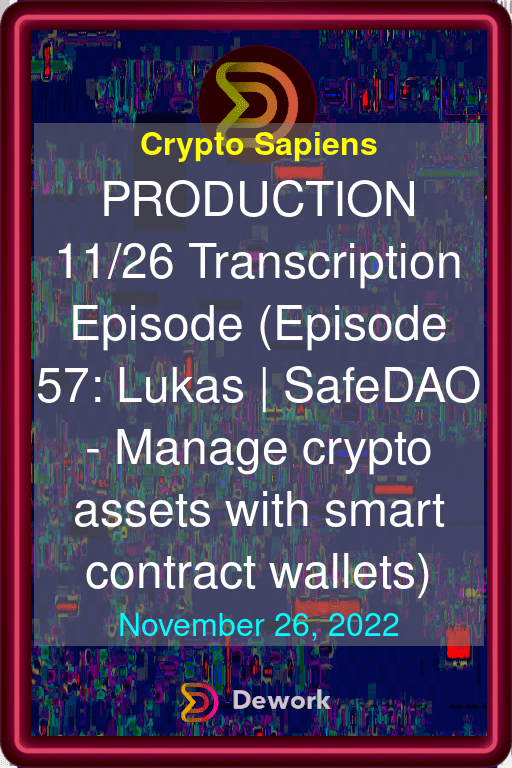 Crypto Sapiens
PRODUCTION
11/26 Transcription
Episode (Episode
57: Lukas | SafeDAO
- Manage crypto
assets with smart
contract wallets)
November 26, 2022
Dework